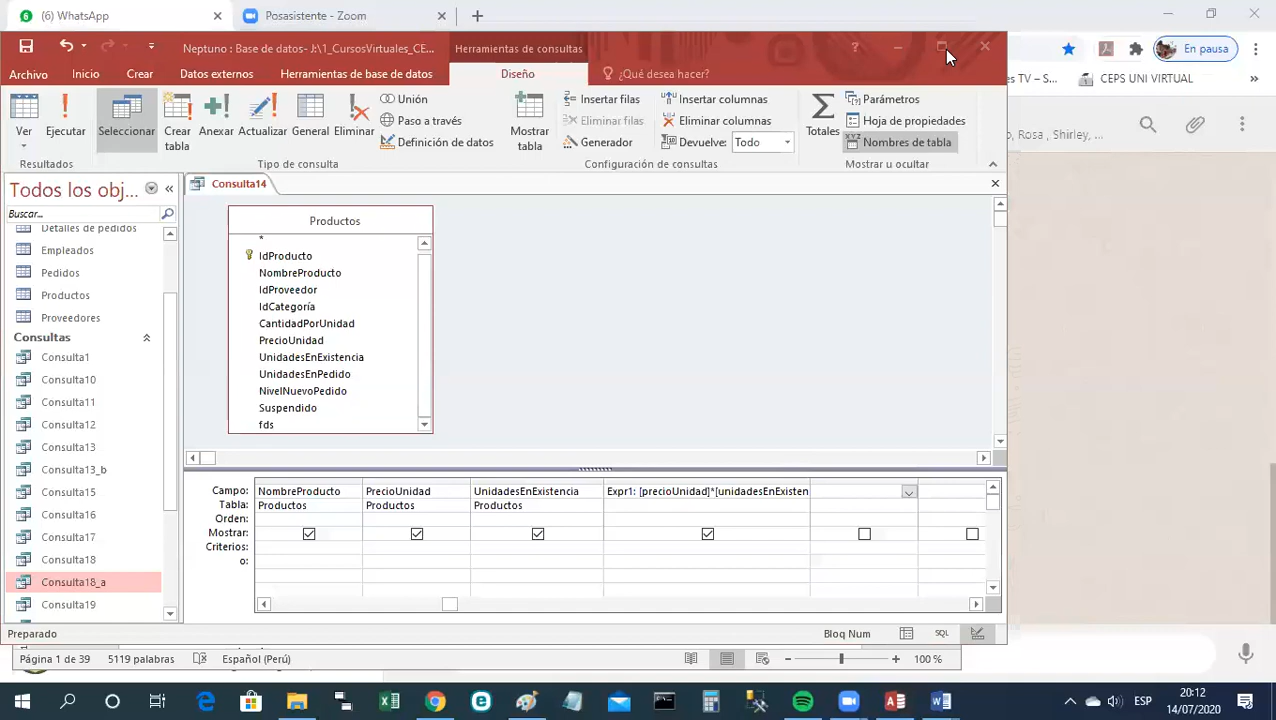 6 (6) WhatsApp
Posasistente - Zoom
Neptuno : Base de datos- J:\1_CursosVirtuales_CE...
Herramientas de consultas
En pausa
Archivo
Inicio
Crear
Datos externos
Herramientas de base de datos
Diseño
¿Qué desea hacer?
TV – S...
CEPS UNI VIRTUAL
Ver
Ejecutar
Seleccionar
Crear tabla
Anexar
Actualizar
General
Eliminar
Unión
Paso a través
Definición de datos
Mostrar tabla
Insertar filas
Eliminar filas
Generador
Insertar columnas
Eliminar columnas
Devuelve: Todo
Totales
Parámetros
Hoja de propiedades
Nombres de tabla
Resultados
Tipo de consulta
Configuración de consultas
Mostrar u ocultar
, Rosa , Shirley, ...
Todos los obj...
Buscar...
Detalles de pedidos
Empleados
Pedidos
Productos
Proveedores
Consultas
Consulta1
Consulta10
Consulta11
Consulta12
Consulta13
Consulta13_b
Consulta15
Consulta16
Consulta17
Consulta18
Consulta18_a
Consulta19
Consulta14
Productos
*
IdProducto
NombreProducto
IdProveedor
IdCategoría
CantidadPorUnidad
PrecioUnidad
UnidadesEnExistencia
UnidadesEnPedido
NivelNuevoPedido
Suspendido
fds
Campo: NombreProducto PrecioUnidad UnidadesEnExistencia Expr1: [precioUnidad]*[unidadesEnExisten
Tabla: Productos Productos Productos
Orden:
Mostrar:
Criterios:
o:
Preparado
Bloq Num
SQL
Página 1 de 39
5119 palabras
Español (Perú)
100 %
ESP
20:12
14/07/2020